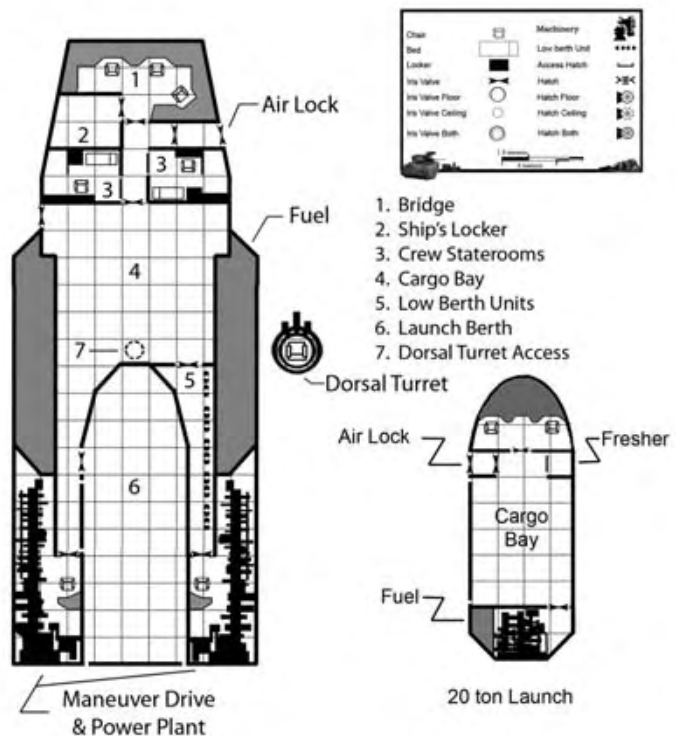 Chair
Machinery
Bed
Low berth Unit
Locker
Access Hatch
Iris Valve
Hatch
Iris Valve Floor
Hatch Floor
Iris Valve Ceiling
Hatch Ceiling
Iris Valve Both
Hatch Both
1
Air Lock
2
3
3
Fuel
4
7
5
6
Dorsal Turret
Maneuver Drive
& Power Plant
1. Bridge
2. Ship's Locker
3. Crew Staterooms
4. Cargo Bay
5. Low Berth Units
6. Launch Berth
7. Dorsal Turret Access
Air Lock
Fresher
Cargo
Bay
Fuel
20 ton Launch